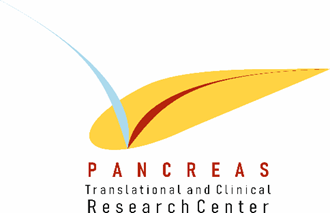 PANCREAS
Translational and Clinical
Research Center